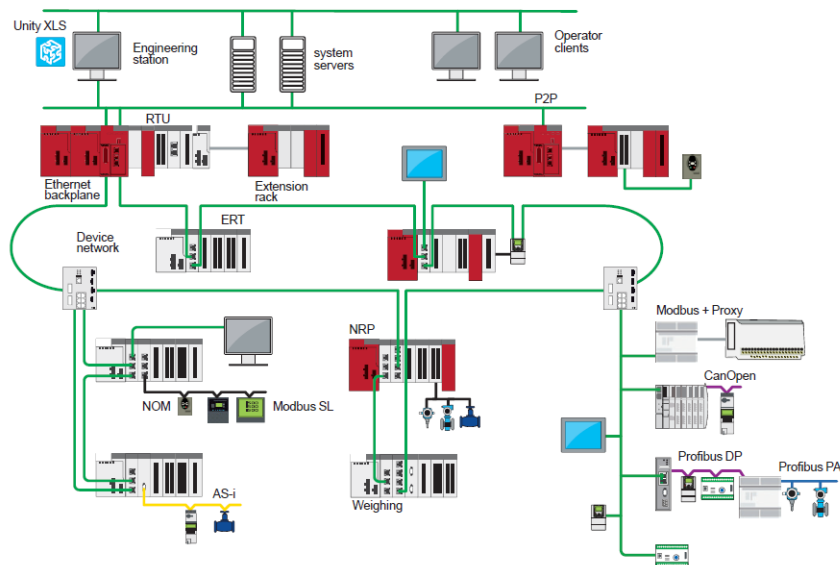 Unity XLS
Engineering
station
system
servers
Operator
clients
RTU
P2P
Ethernet
backplane
Extension
rack
ERT
Device
network
Modbus + Proxy
NRP
CanOpen
NOM
Modbus SL
Profibus DP
Profibus PA
AS-i
Weighing